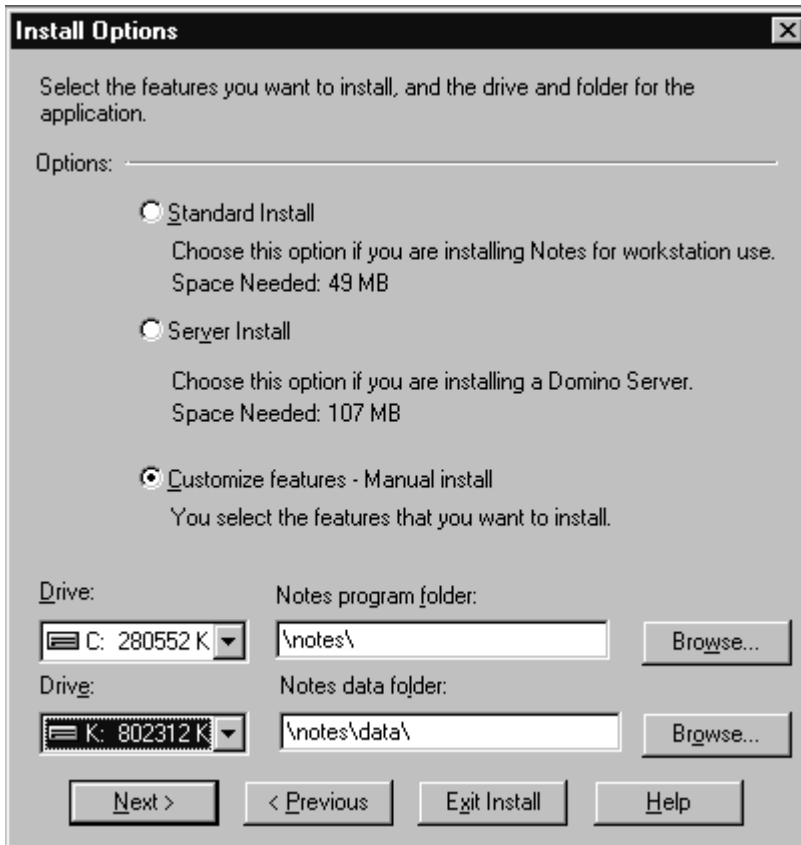 Install Options
Select the features you want to install, and the drive and folder for the
application.
Options:
Standard Install
Choose this option if you are installing Notes for workstation use.
Space Needed: 49 MB
Server Install
Choose this option if you are installing a Domino Server.
Space Needed: 107 MB
Customize features - Manual install
You select the features that you want to install.
Drive: Notes program folder:
C: 280552 K \notes\ Browse...
Drive: Notes data folder:
K: 802312 K \notes\data\ Browse...
Next > < Previous Exit Install Help